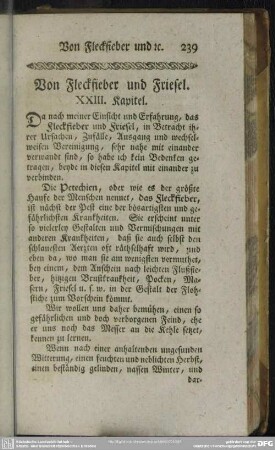 Von Fleckfieber und ꝛc. 239
Von Fleckfieber und Friesel.
XXIII. Kapitel.
Da nach meiner Einsicht und Erfahrung, das
Fleckfieber und Friesel, in Betracht ih-
rer Ursachen, Zufälle, Ausgang und wechsel-
weisen Vereinigung, sehr nahe mit einander
verwandt sind, so habe ich kein Bedenken ge-
tragen, beyde in diesen Kapitel mit einander zu
verbinden.
Die Petechien, oder wie es der größte
Haufe der Menschen nennet, das Fleckfieber,
ist nächst der Pest eine der bösartigsten und ge-
fährlichsten Krankheiten. Sie erscheint unter
so vielerley Gestalten und Vermischungen mit
anderen Krankheiten, daß sie auch selbst den
schlauesten Aerzten oft räthselhaft wird, und
eben da, wo man sie am wenigsten vermuthet,
bey einem, dem Anschein nach leichten Flußfie-
ber, hitzigen Brustkrankheit, Pocken, Ma-
sern, Friesel u. s. w. in der Gestalt der Floh-
stiche zum Vorschein kömmt.
Wir wollen uns daher bemühen, einen so
gefährlichen und doch verborgenen Feind, ehe
er uns noch das Messer an die Kehle setzet,
kennen zu lernen.
Wenn nach einer anhaltenden ungesunden
Witterung, einen feuchten und neblichten Herbst,
einen beständig gelinden, nassen Winter, und
dar-